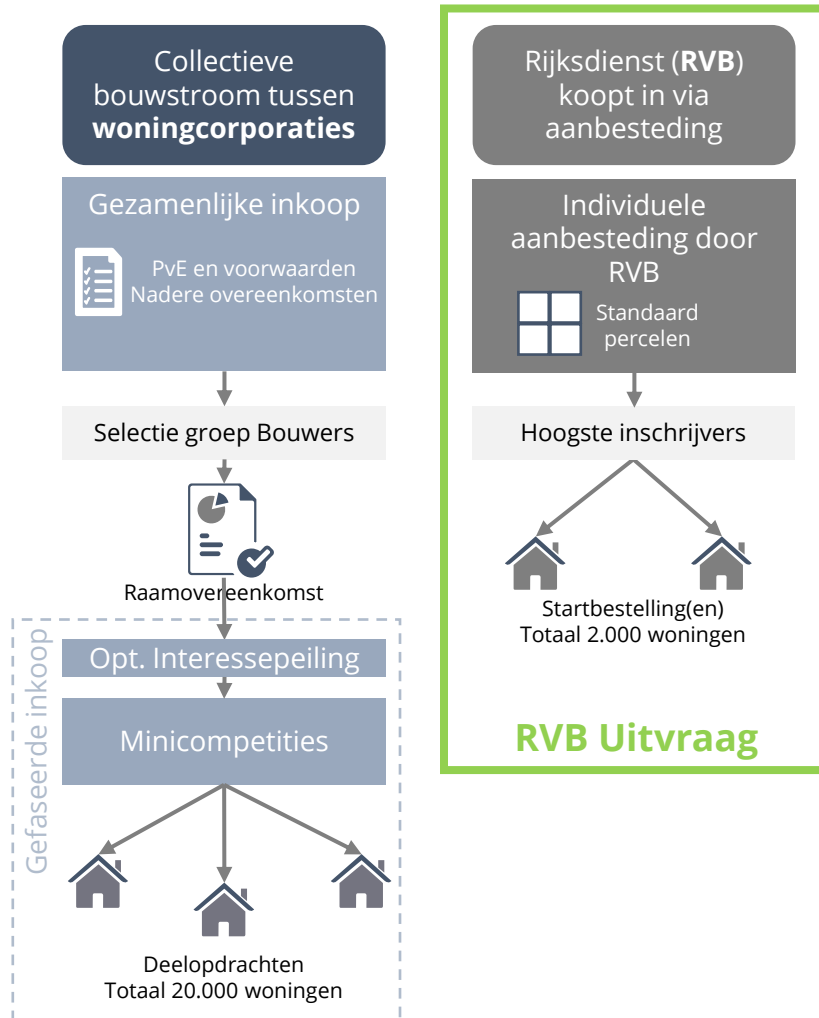 Collectieve
bouwstroom tussen
woningcorporaties
Gezamenlijke inkoop
PvE en voorwaarden
Nadere overeenkomsten
Selectie groep Bouwers
Raamovereenkomst
Gefaseerde inkoop
Opt. Interessepeiling
Minicompetities
Deelopdrachten
Totaal 20.000 woningen
Rijksdienst (RVB)
koopt in via
aanbesteding
Individuele
aanbesteding door
RVB
Standaard
percelen
Hoogste inschrijvers
Startbestelling(en)
Totaal 2.000 woningen
RVB Uitvraag